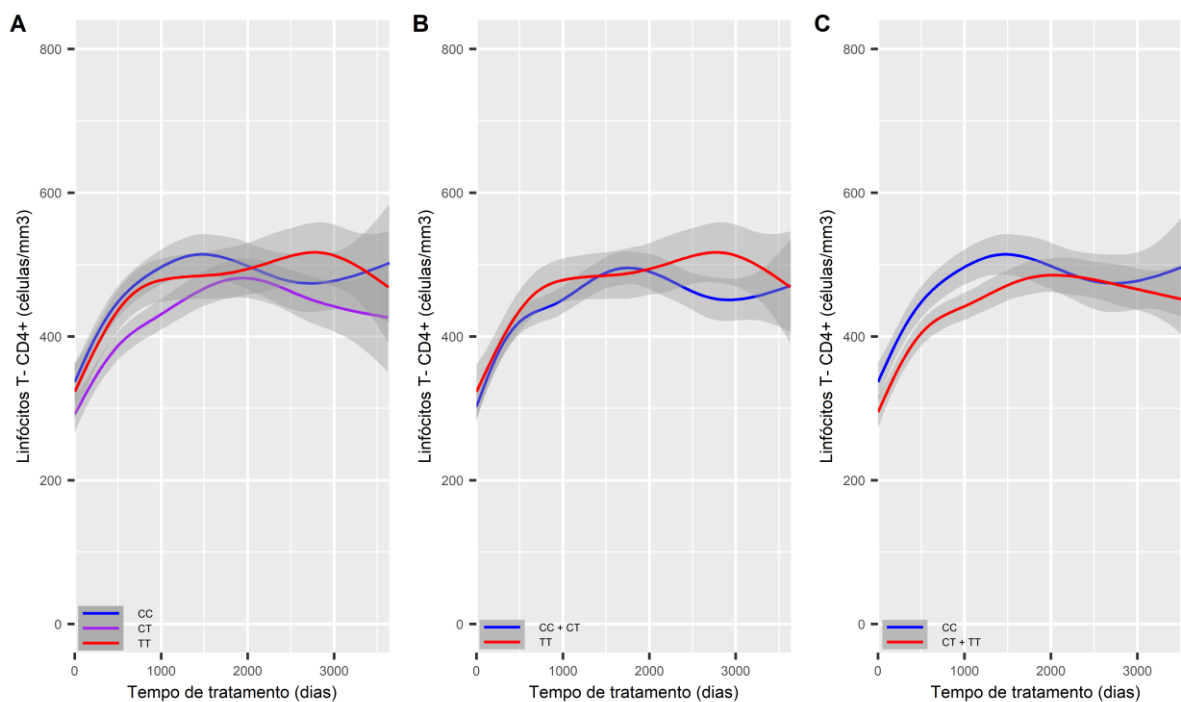 A
Linfócitos T- CD4+ (células/mm3)
800
600
400
200
0
CC
CT
TT
0 1000 2000 3000
Tempo de tratamento (dias)
B
Linfócitos T- CD4+ (células/mm3)
800
600
400
200
0
CC + CT
TT
0 1000 2000 3000
Tempo de tratamento (dias)
C
Linfócitos T- CD4+ (células/mm3)
800
600
400
200
0
CC
CT + TT
0 1000 2000 3000
Tempo de tratamento (dias)